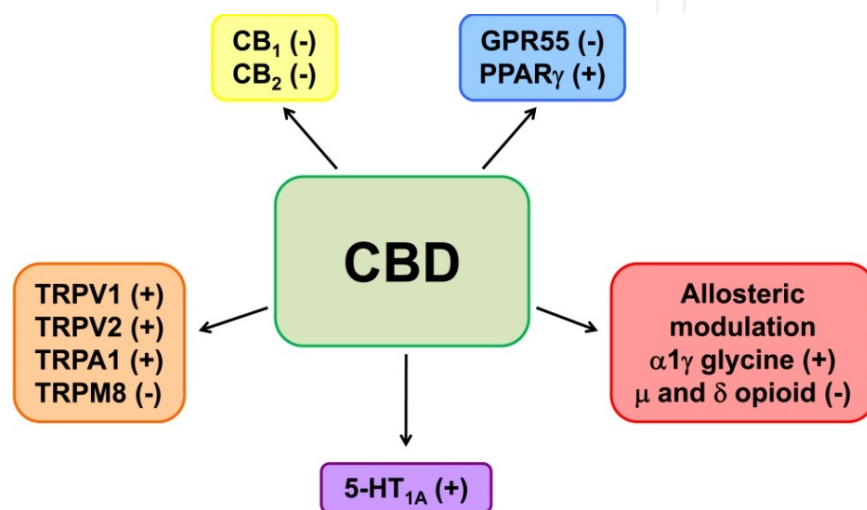 CB₁ (-)
CB₂ (-)
GPR55 (-)
PPARγ (+)
CBD
TRPV1 (+)
TRPV2 (+)
TRPA1 (+)
TRPM8 (-)
Allosteric
modulation
α1γ glycine (+)
μ and δ opioid (-)
5-HT₁A (+)